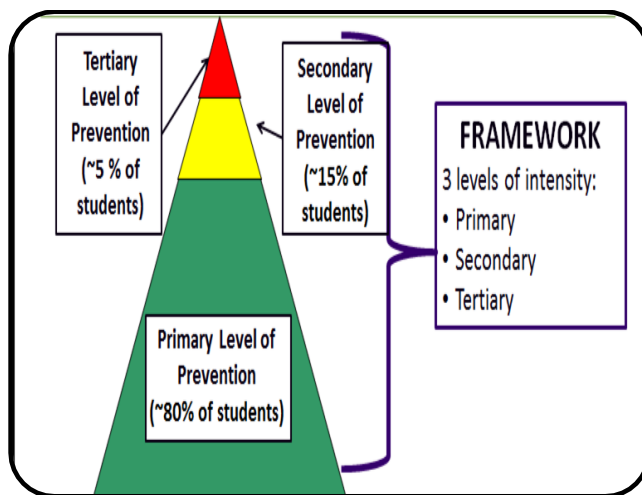 Tertiary
Level of
Prevention
(~5 % of
students)
Secondary
Level of
Prevention
(~15% of
students)
Primary Level of
Prevention
(~80% of students)
FRAMEWORK
3 levels of intensity:
• Primary
• Secondary
• Tertiary